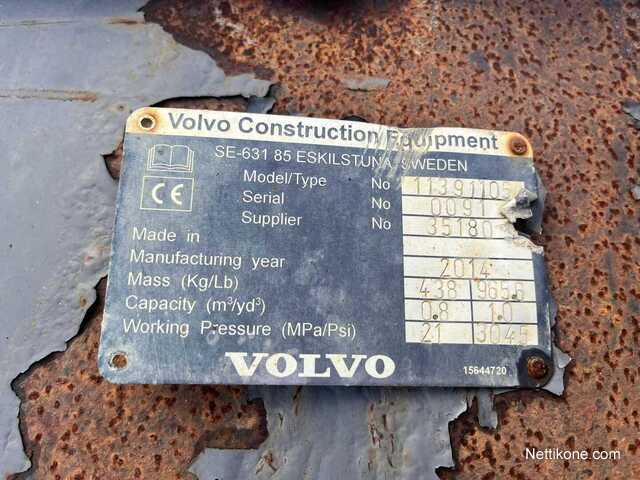 Volvo Construction Equipment
SE-631 85 ESKILSTUNA SWEDEN
Model/Type No 11391105
Serial No 0091
Supplier No 35180
Made in
Manufacturing year 2014
Mass (Kg/Lb) 438 965.6
Capacity (m³/yd³) 0.8 1.0
Working Pressure (MPa/Psi) 21 3045
CE
VOLVO
15644720
Nettikone.com